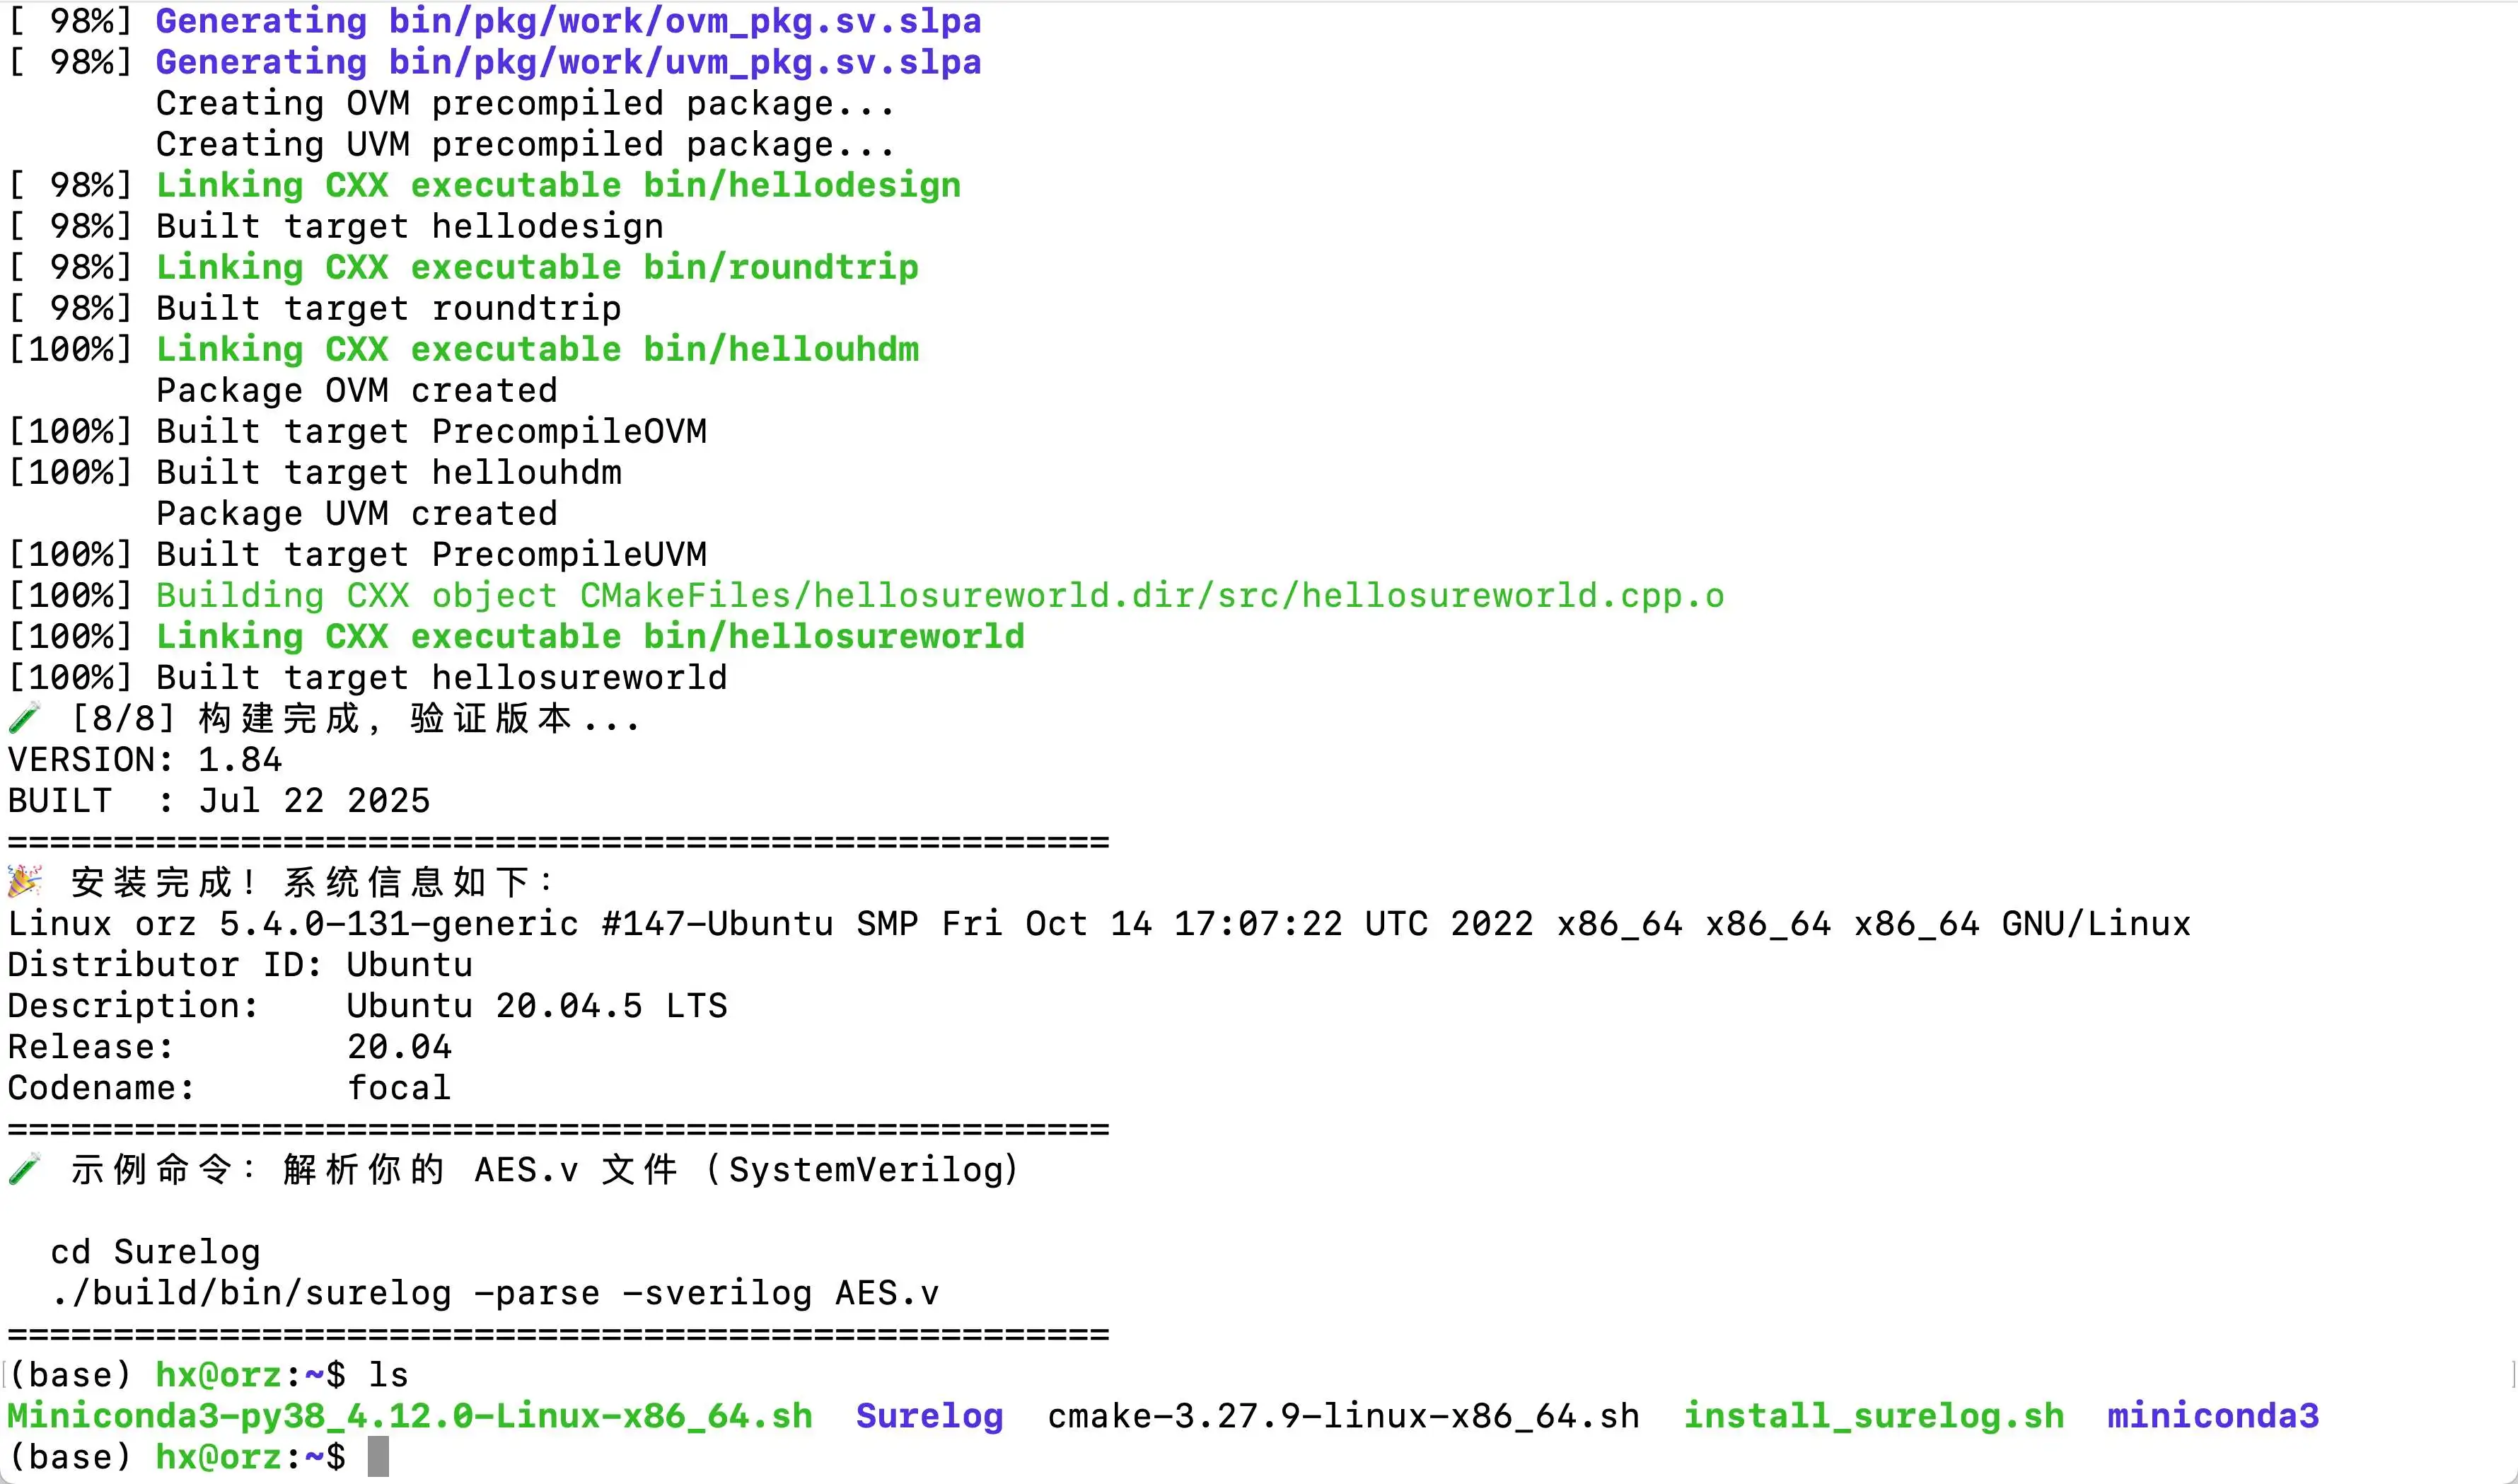 [ 98%] Generating bin/pkg/work/ovm_pkg.sv.slpa
[ 98%] Generating bin/pkg/work/uvm_pkg.sv.slpa
       Creating OVM precompiled package...
       Creating UVM precompiled package...
[ 98%] Linking CXX executable bin/hellodesign
[ 98%] Built target hellodesign
[ 98%] Linking CXX executable bin/roundtrip
[ 98%] Built target roundtrip
[100%] Linking CXX executable bin/hellouhdm
       Package OVM created
[100%] Built target PrecompileOVM
[100%] Built target hellouhdm
       Package UVM created
[100%] Built target PrecompileUVM
[100%] Building CXX object CMakeFiles/hellosureworld.dir/src/hellosureworld.cpp.o
[100%] Linking CXX executable bin/hellosureworld
[100%] Built target hellosureworld
🧪 [8/8] 构建完成，验证版本...
VERSION: 1.84
BUILT  : Jul 22 2025
====================================================
🎉 安装完成！系统信息如下：
Linux orz 5.4.0-131-generic #147-Ubuntu SMP Fri Oct 14 17:07:22 UTC 2022 x86_64 x86_64 x86_64 GNU/Linux
Distributor ID: Ubuntu
Description:    Ubuntu 20.04.5 LTS
Release:        20.04
Codename:       focal
====================================================
🧪 示例命令：解析你的 AES.v 文件（SystemVerilog）
  cd Surelog
  ./build/bin/surelog -parse -sverilog AES.v
====================================================
(base) hx@orz:~$ ls
Miniconda3-py38_4.12.0-Linux-x86_64.sh  Surelog  cmake-3.27.9-linux-x86_64.sh  install_surelog.sh  miniconda3
(base) hx@orz:~$